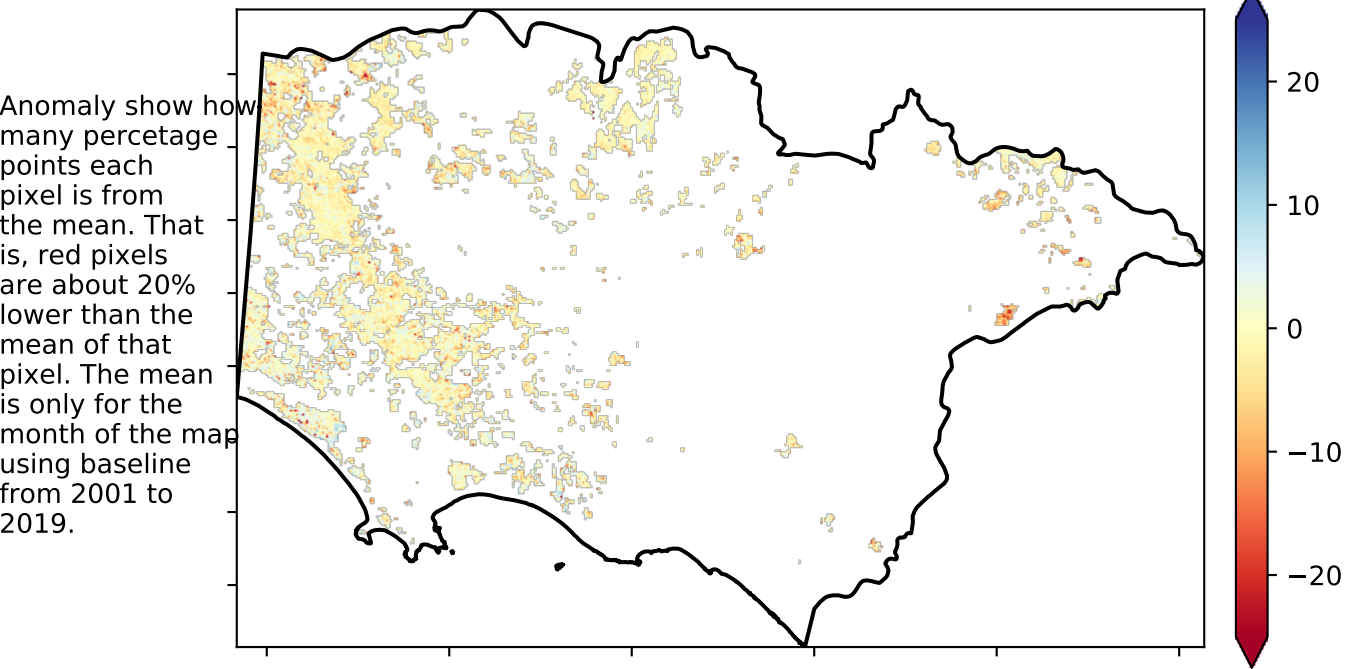 Anomaly show how
many percetage
points each
pixel is from
the mean. That
is, red pixels
are about 20%
lower than the
mean of that
pixel. The mean
is only for the
month of the map
using baseline
from 2001 to
2019.
20
10
0
−10
−20